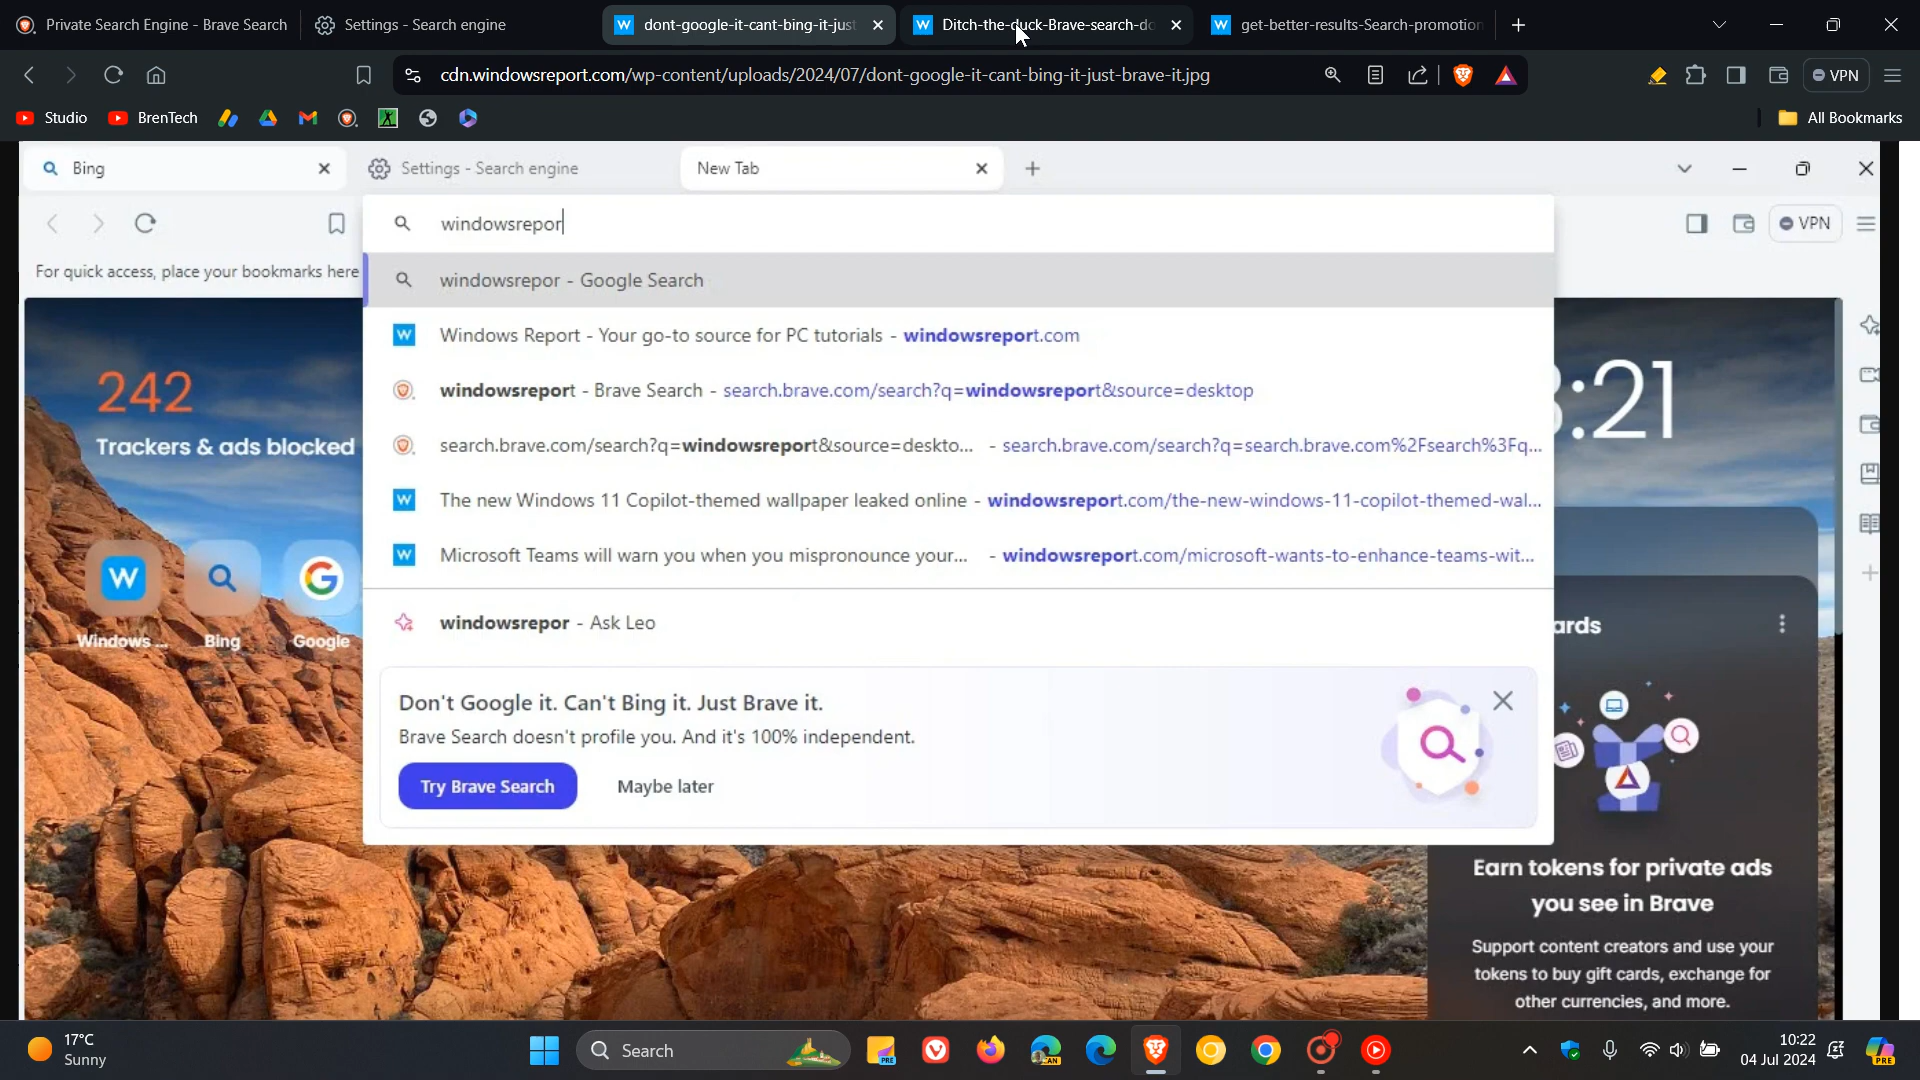 Private Search Engine - Brave Search
Settings - Search engine
dont-google-it-cant-bing-it-just
Ditch-the-duck-Brave-search-do
get-better-results-Search-promotion
cdn.windowsreport.com/wp-content/uploads/2024/07/dont-google-it-cant-bing-it-just-brave-it.jpg
VPN
Studio
BrenTech
All Bookmarks
Bing
Settings - Search engine
New Tab
windowsrepor
VPN
For quick access, place your bookmarks here
windowsrepor - Google Search
Windows Report - Your go-to source for PC tutorials - windowsreport.com
windowsreport - Brave Search - search.brave.com/search?q=windowsreport&source=desktop
search.brave.com/search?q=windowsreport&source=deskto... - search.brave.com/search?q=search.brave.com%2Fsearch%3Fq...
The new Windows 11 Copilot-themed wallpaper leaked online - windowsreport.com/the-new-windows-11-copilot-themed-wal...
Microsoft Teams will warn you when you mispronounce your... - windowsreport.com/microsoft-wants-to-enhance-teams-wit...
windowsrepor - Ask Leo
Don't Google it. Can't Bing it. Just Brave it.
Brave Search doesn't profile you. And it's 100% independent.
Try Brave Search
Maybe later
242
Trackers & ads blocked
Windows ...
Bing
Google
:21
ards
Earn tokens for private ads
you see in Brave
Support content creators and use your
tokens to buy gift cards, exchange for
other currencies, and more.
17°C
Sunny
Search
PRE
CAN
10:22
04 Jul 2024
PRE